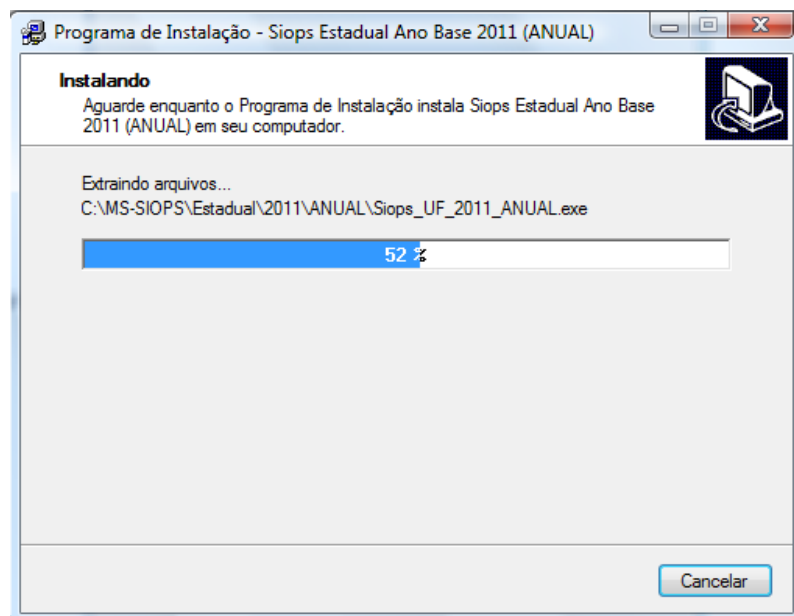 Programa de Instalação - Siops Estadual Ano Base 2011 (ANUAL)
Instalando
Aguarde enquanto o Programa de Instalação instala Siops Estadual Ano Base
2011 (ANUAL) em seu computador.
Extraindo arquivos...
C:\MS-SIOPS\Estadual\2011\ANUAL\Siops_UF_2011_ANUAL.exe
52 %
Cancelar